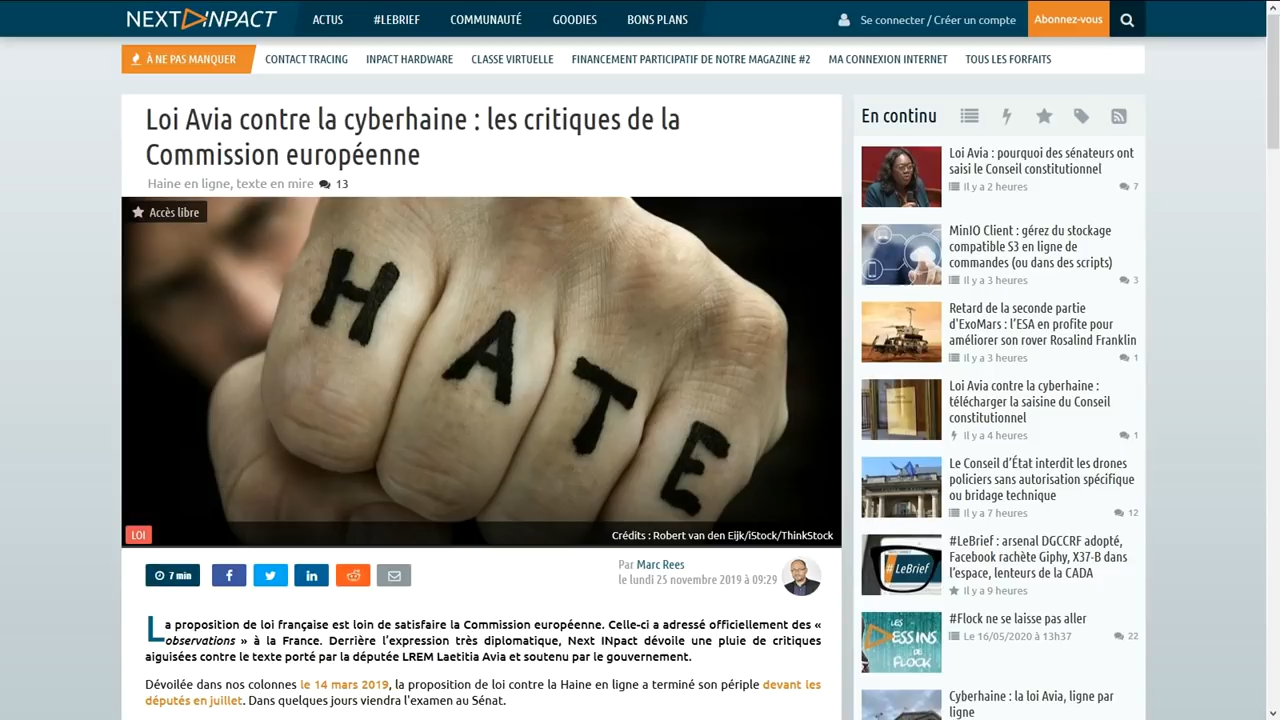 NEXT INPACT
ACTUS
#LEBRIEF
COMMUNAUTÉ
GOODIES
BONS PLANS
Se connecter / Créer un compte
Abonnez-vous
À NE PAS MANQUER
CONTACT TRACING
INPACT HARDWARE
CLASSE VIRTUELLE
FINANCEMENT PARTICIPATIF DE NOTRE MAGAZINE #2
MA CONNEXION INTERNET
TOUS LES FORFAITS
Loi Avia contre la cyberhaine : les critiques de la
Commission européenne
Haine en ligne, texte en mire 13
Accès libre
HATE
LOI
Crédits : Robert van den Eijk/iStock/ThinkStock
7 min
Par Marc Rees
le lundi 25 novembre 2019 à 09:29
La proposition de loi française est loin de satisfaire la Commission européenne. Celle-ci a adressé officiellement des «
observations » à la France. Derrière l'expression très diplomatique, Next INpact dévoile une pluie de critiques
aiguisées contre le texte porté par la députée LREM Laetitia Avia et soutenu par le gouvernement.
Dévoilée dans nos colonnes le 14 mars 2019, la proposition de loi contre la Haine en ligne a terminé son périple devant les
députés en juillet. Dans quelques jours viendra l'examen au Sénat.
En continu
Loi Avia : pourquoi des sénateurs ont
saisi le Conseil constitutionnel
Il y a 2 heures 7
MinIO Client : gérez du stockage
compatible S3 en ligne de
commandes (ou dans des scripts)
Il y a 3 heures 3
Retard de la seconde partie
d'ExoMars : l'ESA en profite pour
améliorer son rover Rosalind Franklin
Il y a 3 heures 1
Loi Avia contre la cyberhaine :
télécharger la saisine du Conseil
constitutionnel
Il y a 4 heures 1
Le Conseil d'État interdit les drones
policiers sans autorisation spécifique
ou bridage technique
Il y a 7 heures 12
# LeBrief
#LeBrief : arsenal DGCCRF adopté,
Facebook rachète Giphy, X37-B dans
l'espace, lenteurs de la CADA
Il y a 9 heures
LES
DESSINS
DE FLOCK
#Flock ne se laisse pas aller
Le 16/05/2020 à 13h37 22
Cyberhaine : la loi Avia, ligne par
ligne